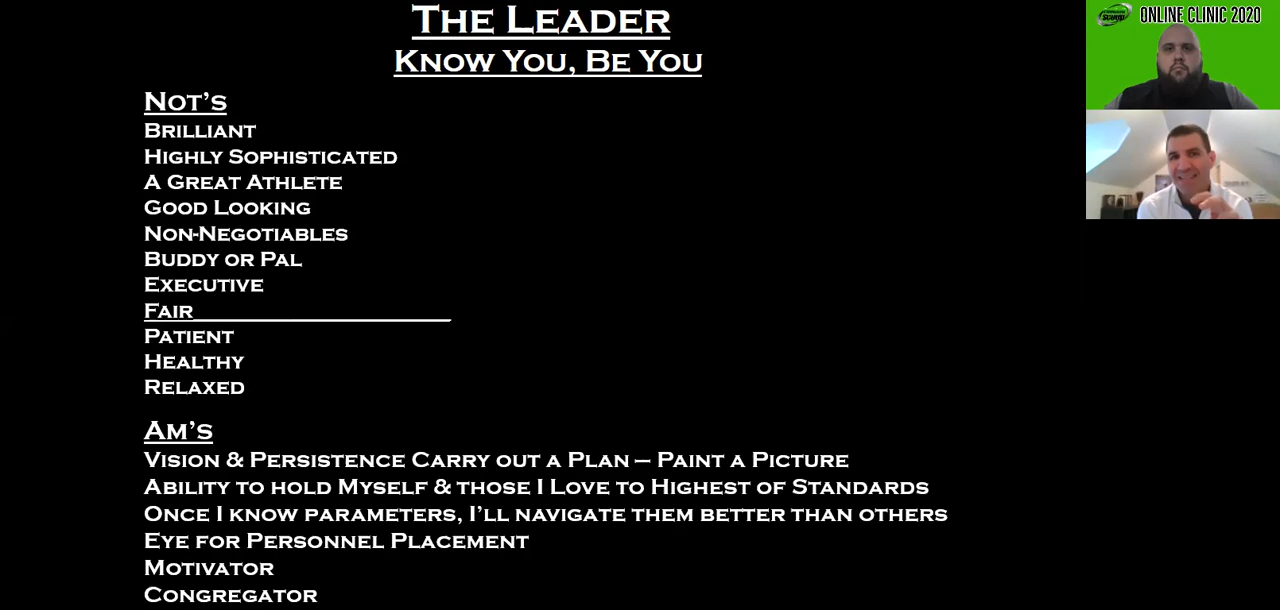 The Leader
Know You, Be You
Not's
Brilliant
Highly Sophisticated
A Great Athlete
Good Looking
Non-Negotiables
Buddy or Pal
Executive
Fair
Patient
Healthy
Relaxed
Am's
Vision & Persistence Carry out a Plan – Paint a Picture
Ability to hold Myself & those I Love to Highest of Standards
Once I know parameters, I'll navigate them better than others
Eye for Personnel Placement
Motivator
Congregator
ONLINE CLINIC 2020